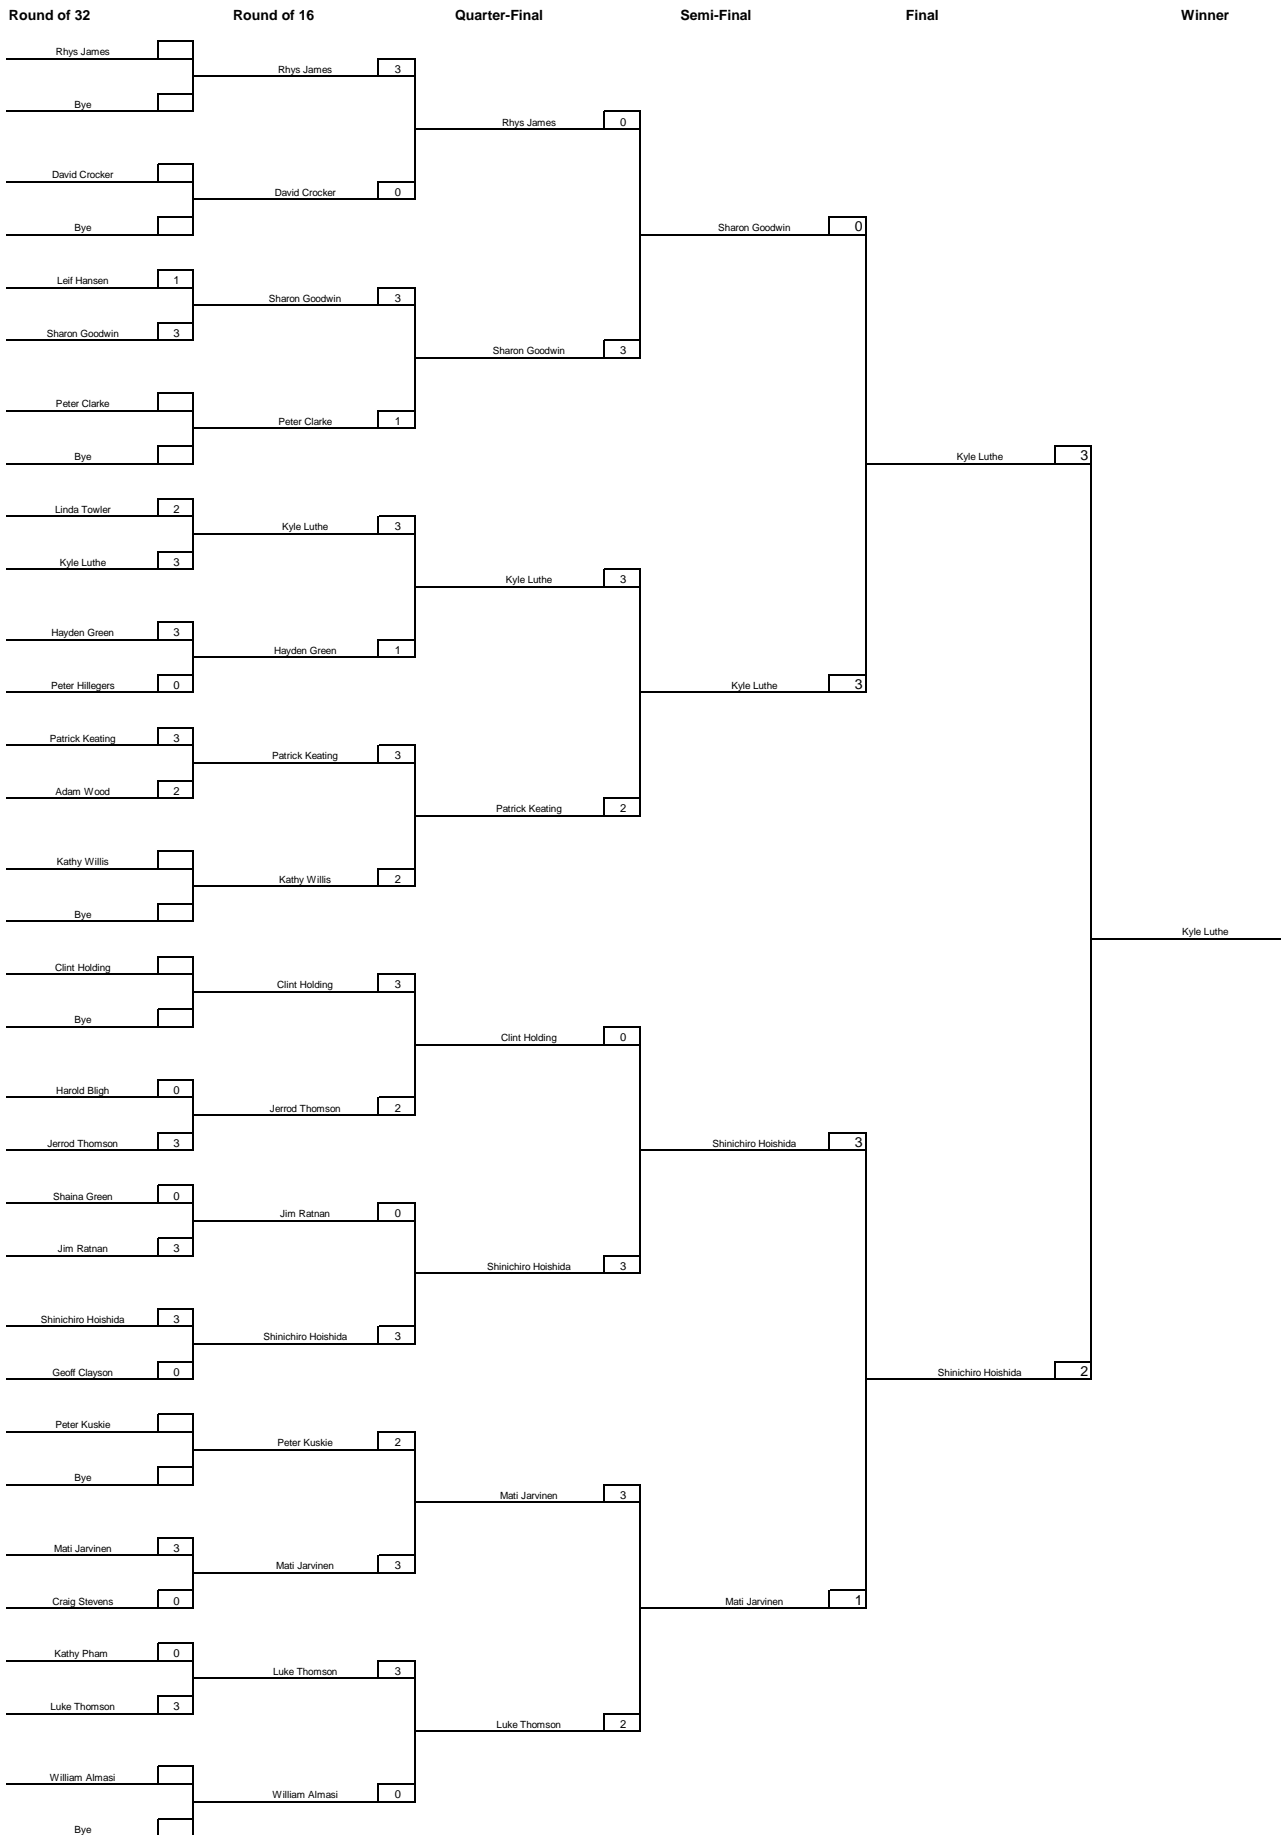 Round of 32 Round of 16 Quarter-Final Semi-Final Final Winner
Rhys James
Rhys James 3
Bye
Rhys James 0
David Crocker
David Crocker 0
Bye
Sharon Goodwin 0
Leif Hansen 1
Sharon Goodwin 3
Sharon Goodwin 3
Sharon Goodwin 3
Peter Clarke
Peter Clarke 1
Bye
Kyle Luthe 3
Linda Towler 2
Kyle Luthe 3
Kyle Luthe 3
Kyle Luthe 3
Hayden Green 3
Hayden Green 1
Peter Hillegers 0
Kyle Luthe 3
Patrick Keating 3
Patrick Keating 3
Adam Wood 2
Patrick Keating 2
Kathy Willis
Kathy Willis 2
Bye
Kyle Luthe
Clint Holding
Clint Holding 3
Bye
Clint Holding 0
Harold Bligh 0
Jerrod Thomson 2
Jerrod Thomson 3
Shinichiro Hoishida 3
Shaina Green 0
Jim Ratnan 0
Jim Ratnan 3
Shinichiro Hoishida 3
Shinichiro Hoishida 3
Shinichiro Hoishida 3
Geoff Clayson 0
Shinichiro Hoishida 2
Peter Kuskie
Peter Kuskie 2
Bye
Mati Jarvinen 3
Mati Jarvinen 3
Mati Jarvinen 3
Craig Stevens 0
Mati Jarvinen 1
Kathy Pham 0
Luke Thomson 3
Luke Thomson 3
Luke Thomson 2
William Almasi
William Almasi 0
Bye